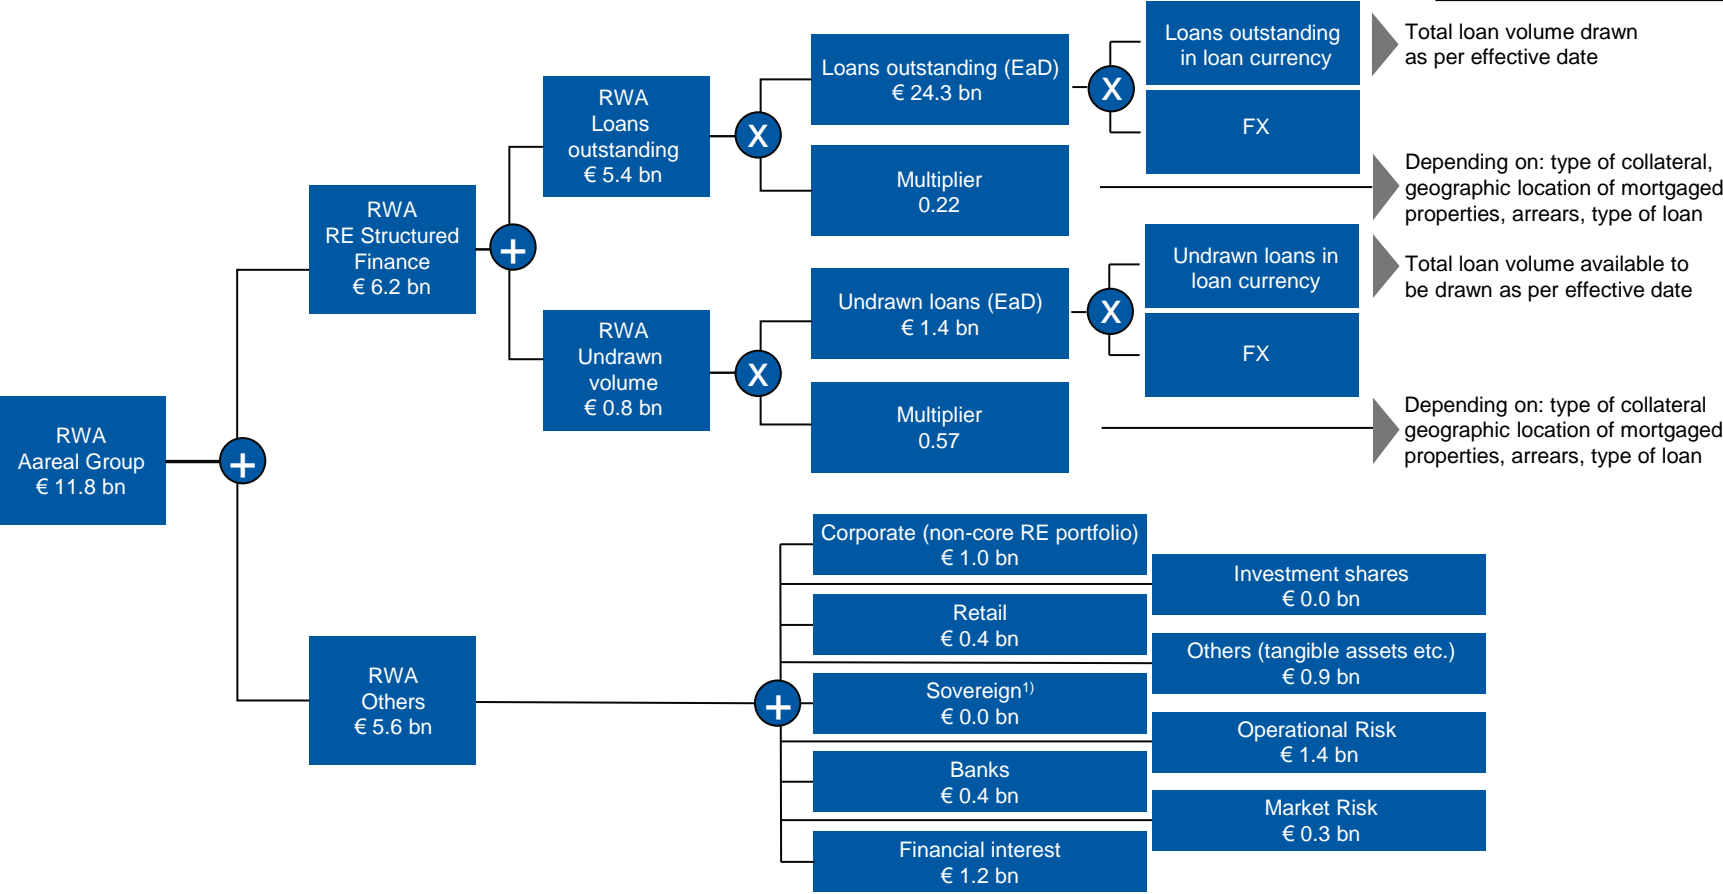 RWA
Aareal Group
€ 11.8 bn
+
RWA
RE Structured
Finance
€ 6.2 bn
+
RWA
Loans
outstanding
€ 5.4 bn
X
Loans outstanding (EaD)
€ 24.3 bn
X
Loans outstanding
in loan currency
Total loan volume drawn
as per effective date
FX
Multiplier
0.22
Depending on: type of collateral,
geographic location of mortgaged
properties, arrears, type of loan
RWA
Undrawn
volume
€ 0.8 bn
X
Undrawn loans (EaD)
€ 1.4 bn
X
Undrawn loans in
loan currency
Total loan volume available to
be drawn as per effective date
FX
Multiplier
0.57
Depending on: type of collateral
geographic location of mortgaged
properties, arrears, type of loan
RWA
Others
€ 5.6 bn
+
Corporate (non-core RE portfolio)
€ 1.0 bn
Investment shares
€ 0.0 bn
Retail
€ 0.4 bn
Others (tangible assets etc.)
€ 0.9 bn
Sovereign1)
€ 0.0 bn
Operational Risk
€ 1.4 bn
Banks
€ 0.4 bn
Market Risk
€ 0.3 bn
Financial interest
€ 1.2 bn